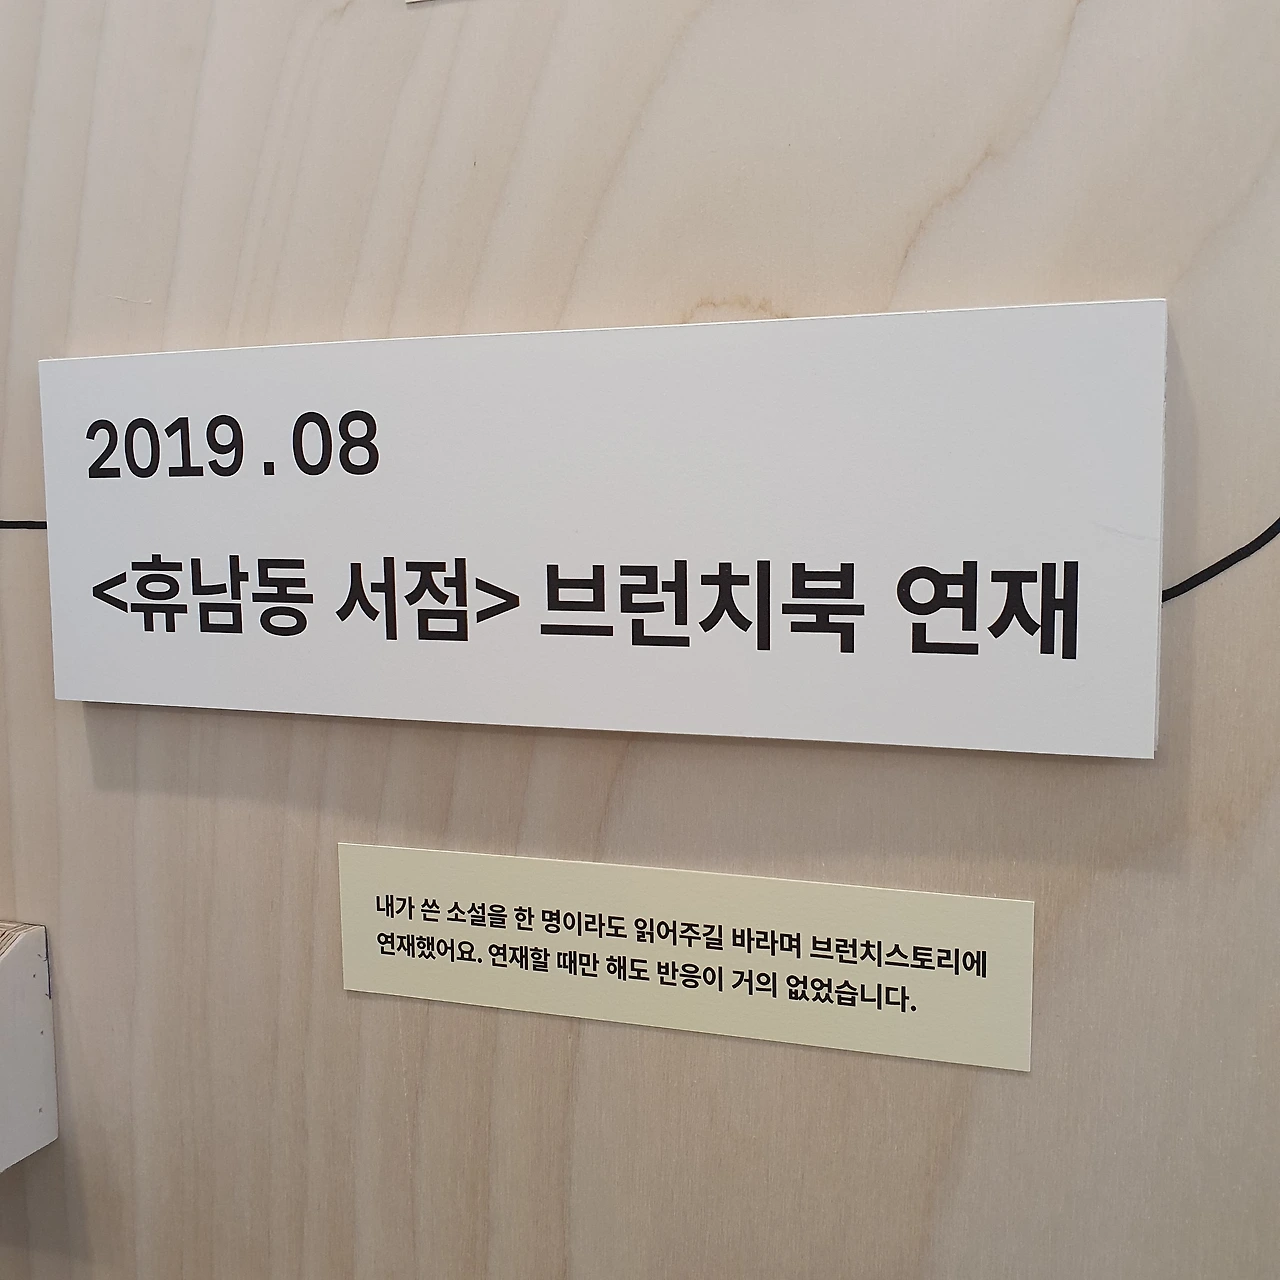 2019.08
<휴남동 서점> 브런치북 연재
내가 쓴 소설을 한 명이라도 읽어주길 바라며 브런치스토리에
연재했어요. 연재할 때만 해도 반응이 거의 없었습니다.